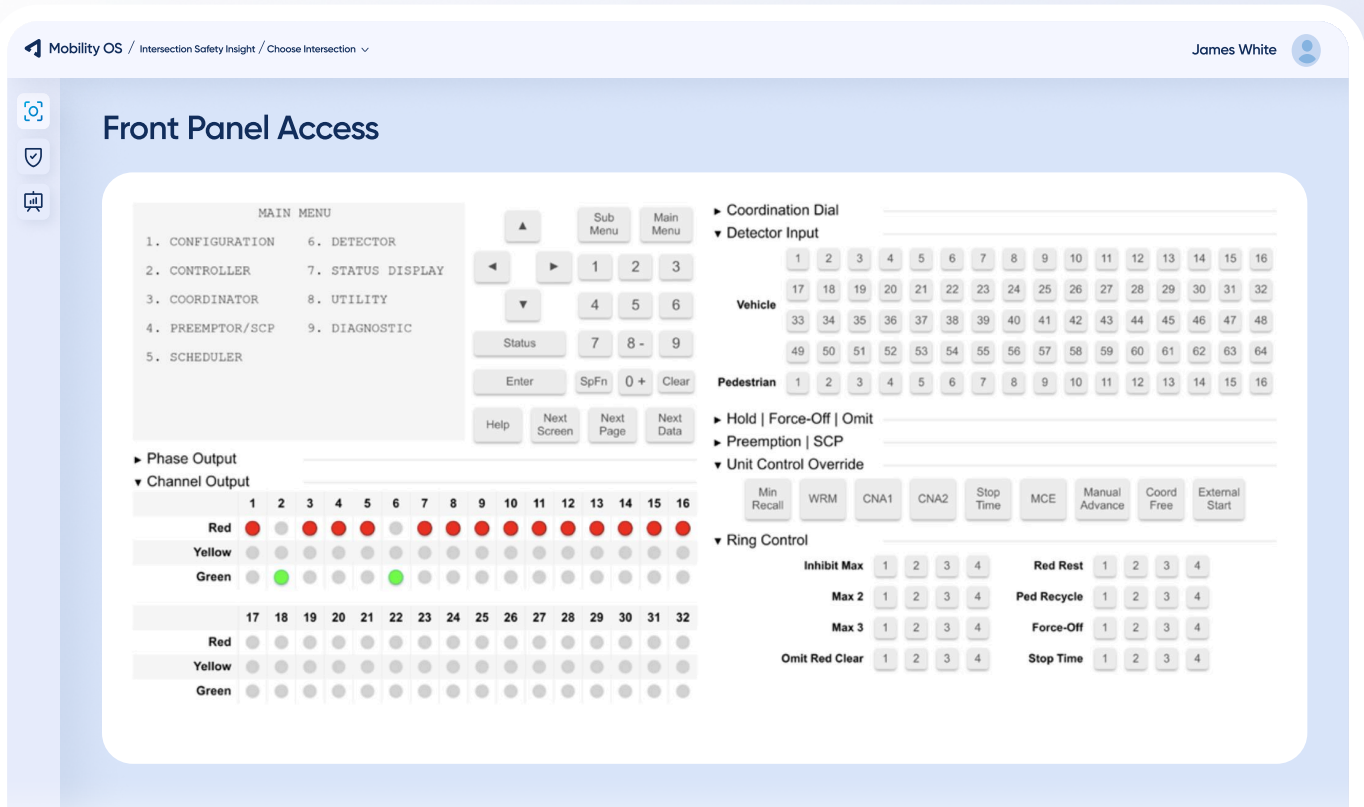 Mobility OS / Intersection Safety Insight / Choose Intersection
James White
Front Panel Access
MAIN MENU
1. CONFIGURATION 6. DETECTOR
2. CONTROLLER 7. STATUS DISPLAY
3. COORDINATOR 8. UTILITY
4. PREEMPTOR/SCP 9. DIAGNOSTIC
5. SCHEDULER
▲ Sub Menu Main Menu
◄ ► 1 2 3
▼ 4 5 6
Status 7 8 - 9
Enter SpFn 0 + Clear
Help Next Screen Next Page Next Data
► Phase Output
▼ Channel Output
1 2 3 4 5 6 7 8 9 10 11 12 13 14 15 16
Red
Yellow
Green
17 18 19 20 21 22 23 24 25 26 27 28 29 30 31 32
Red
Yellow
Green
► Coordination Dial
▼ Detector Input
1 2 3 4 5 6 7 8 9 10 11 12 13 14 15 16
17 18 19 20 21 22 23 24 25 26 27 28 29 30 31 32
Vehicle
33 34 35 36 37 38 39 40 41 42 43 44 45 46 47 48
49 50 51 52 53 54 55 56 57 58 59 60 61 62 63 64
Pedestrian 1 2 3 4 5 6 7 8 9 10 11 12 13 14 15 16
► Hold | Force-Off | Omit
► Preemption | SCP
▼ Unit Control Override
Min Recall WRM CNA1 CNA2 Stop Time MCE Manual Advance Coord Free External Start
▼ Ring Control
Inhibit Max 1 2 3 4 Red Rest 1 2 3 4
Max 2 1 2 3 4 Ped Recycle 1 2 3 4
Max 3 1 2 3 4 Force-Off 1 2 3 4
Omit Red Clear 1 2 3 4 Stop Time 1 2 3 4